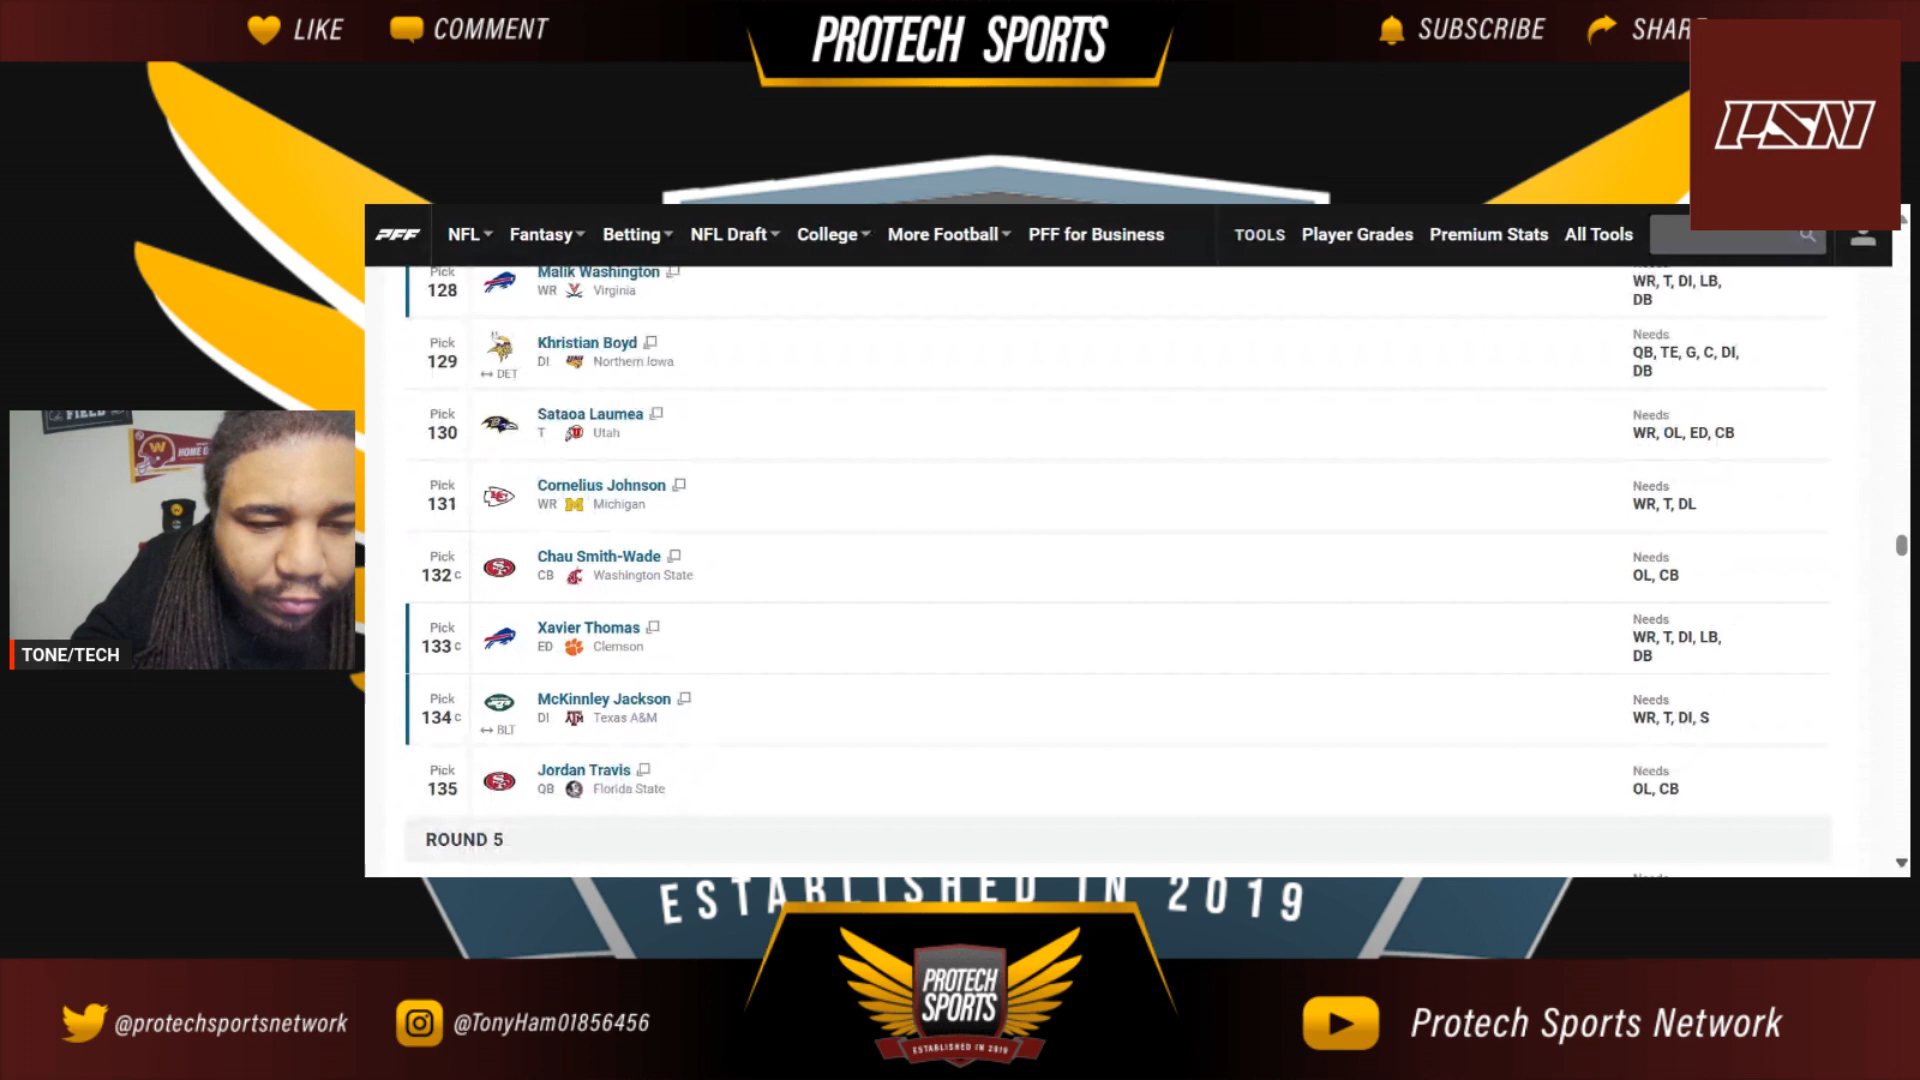 LIKE
COMMENT
PROTECH SPORTS
SUBSCRIBE
SHAR
PSN
PFF
NFL
Fantasy
Betting
NFL Draft
College
More Football
PFF for Business
TOOLS
Player Grades
Premium Stats
All Tools
Pick
128
Malik Washington
WR Virginia
WR, T, DI, LB,
DB
Pick
129
↔ DET
Khristian Boyd
DI Northern Iowa
Needs
QB, TE, G, C, DI,
DB
Pick
130
Sataoa Laumea
T Utah
Needs
WR, OL, ED, CB
Pick
131
Cornelius Johnson
WR Michigan
Needs
WR, T, DL
Pick
132 C
Chau Smith-Wade
CB Washington State
Needs
OL, CB
Pick
133 C
Xavier Thomas
ED Clemson
Needs
WR, T, DI, LB,
DB
Pick
134 C
↔ BLT
McKinnley Jackson
DI Texas A&M
Needs
WR, T, DI, S
Pick
135
Jordan Travis
QB Florida State
Needs
OL, CB
ROUND 5
FIELD
W HOME
TONE/TECH
ESTABLISHED IN 2019
PROTECH
SPORTS
ESTABLISHED IN 2019
@protechsportsnetwork
@TonyHam01856456
Protech Sports Network